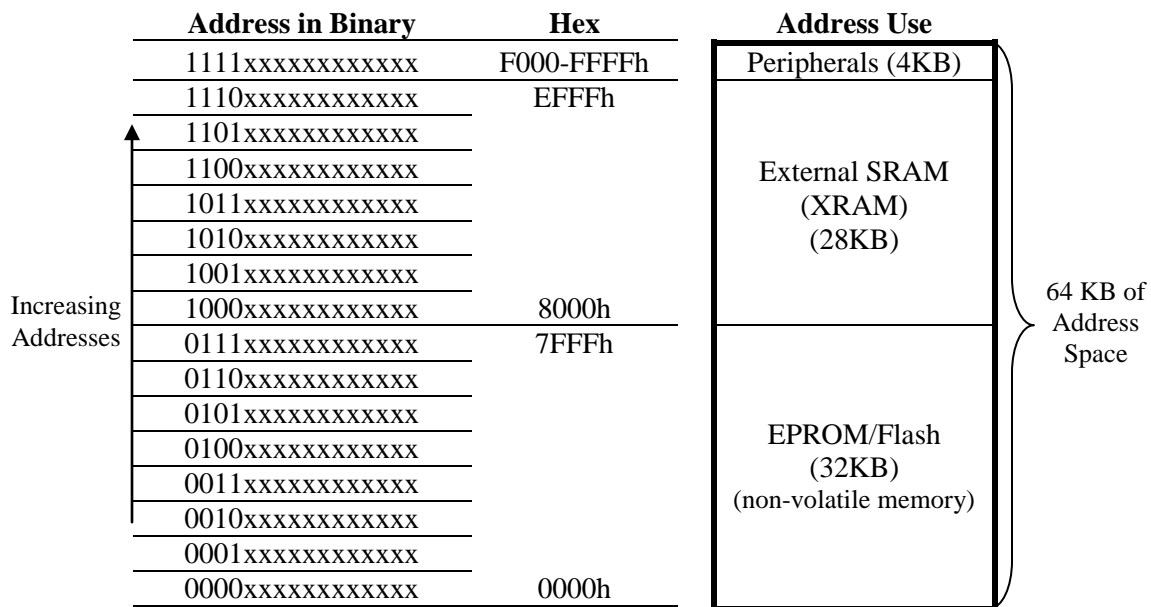 Address in Binary Hex Address Use
1111xxxxxxxxxxxx F000-FFFFh Peripherals (4KB)
1110xxxxxxxxxxxx EFFFh
1101xxxxxxxxxxxx
1100xxxxxxxxxxxx
1011xxxxxxxxxxxx
1010xxxxxxxxxxxx
1001xxxxxxxxxxxx
1000xxxxxxxxxxxx 8000h
0111xxxxxxxxxxxx 7FFFh
0110xxxxxxxxxxxx
0101xxxxxxxxxxxx
0100xxxxxxxxxxxx
0011xxxxxxxxxxxx
0010xxxxxxxxxxxx
0001xxxxxxxxxxxx
0000xxxxxxxxxxxx 0000h
Increasing
Addresses
External SRAM
(XRAM)
(28KB)
EPROM/Flash
(32KB)
(non-volatile memory)
64 KB of
Address
Space